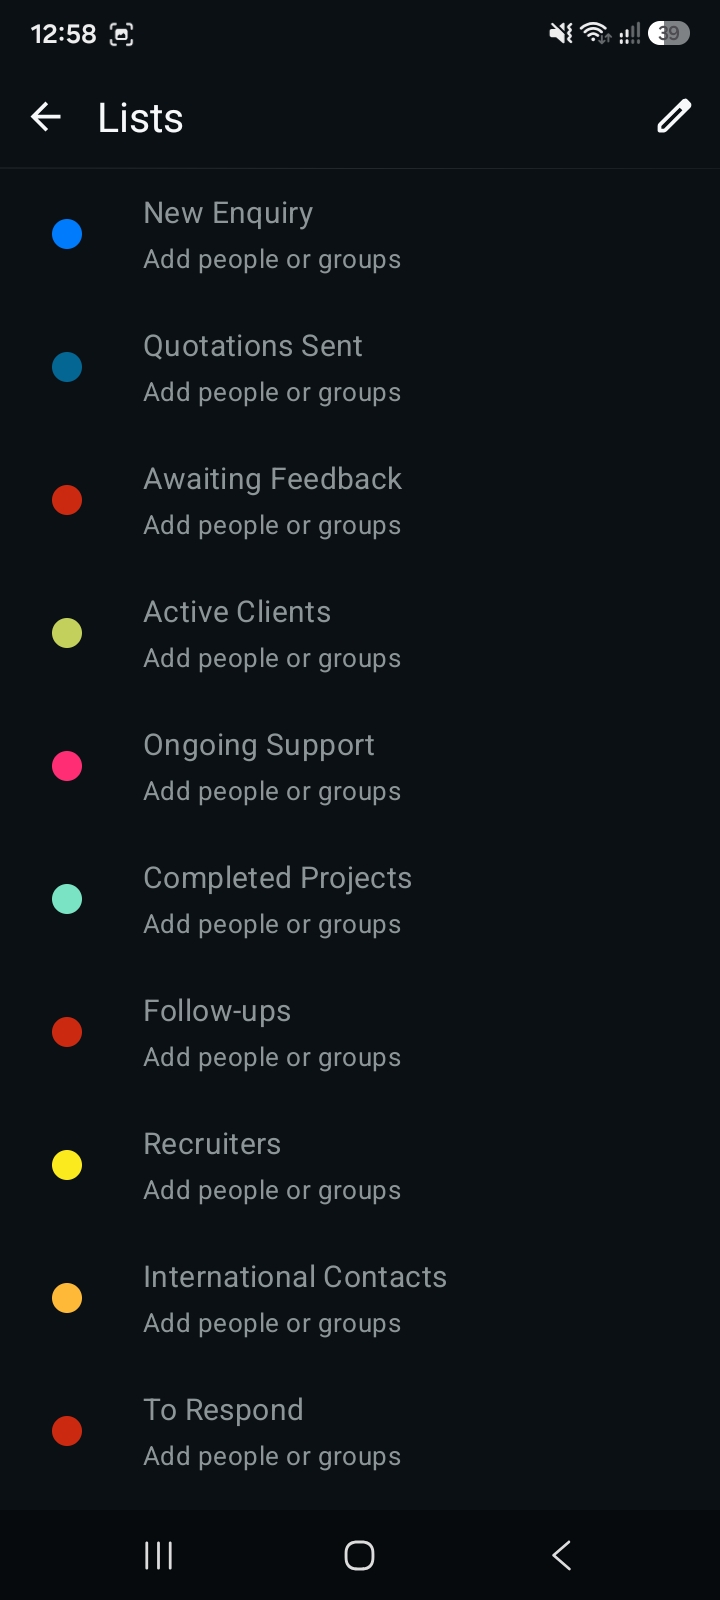 12:58
39
Lists
New Enquiry
Add people or groups
Quotations Sent
Add people or groups
Awaiting Feedback
Add people or groups
Active Clients
Add people or groups
Ongoing Support
Add people or groups
Completed Projects
Add people or groups
Follow-ups
Add people or groups
Recruiters
Add people or groups
International Contacts
Add people or groups
To Respond
Add people or groups